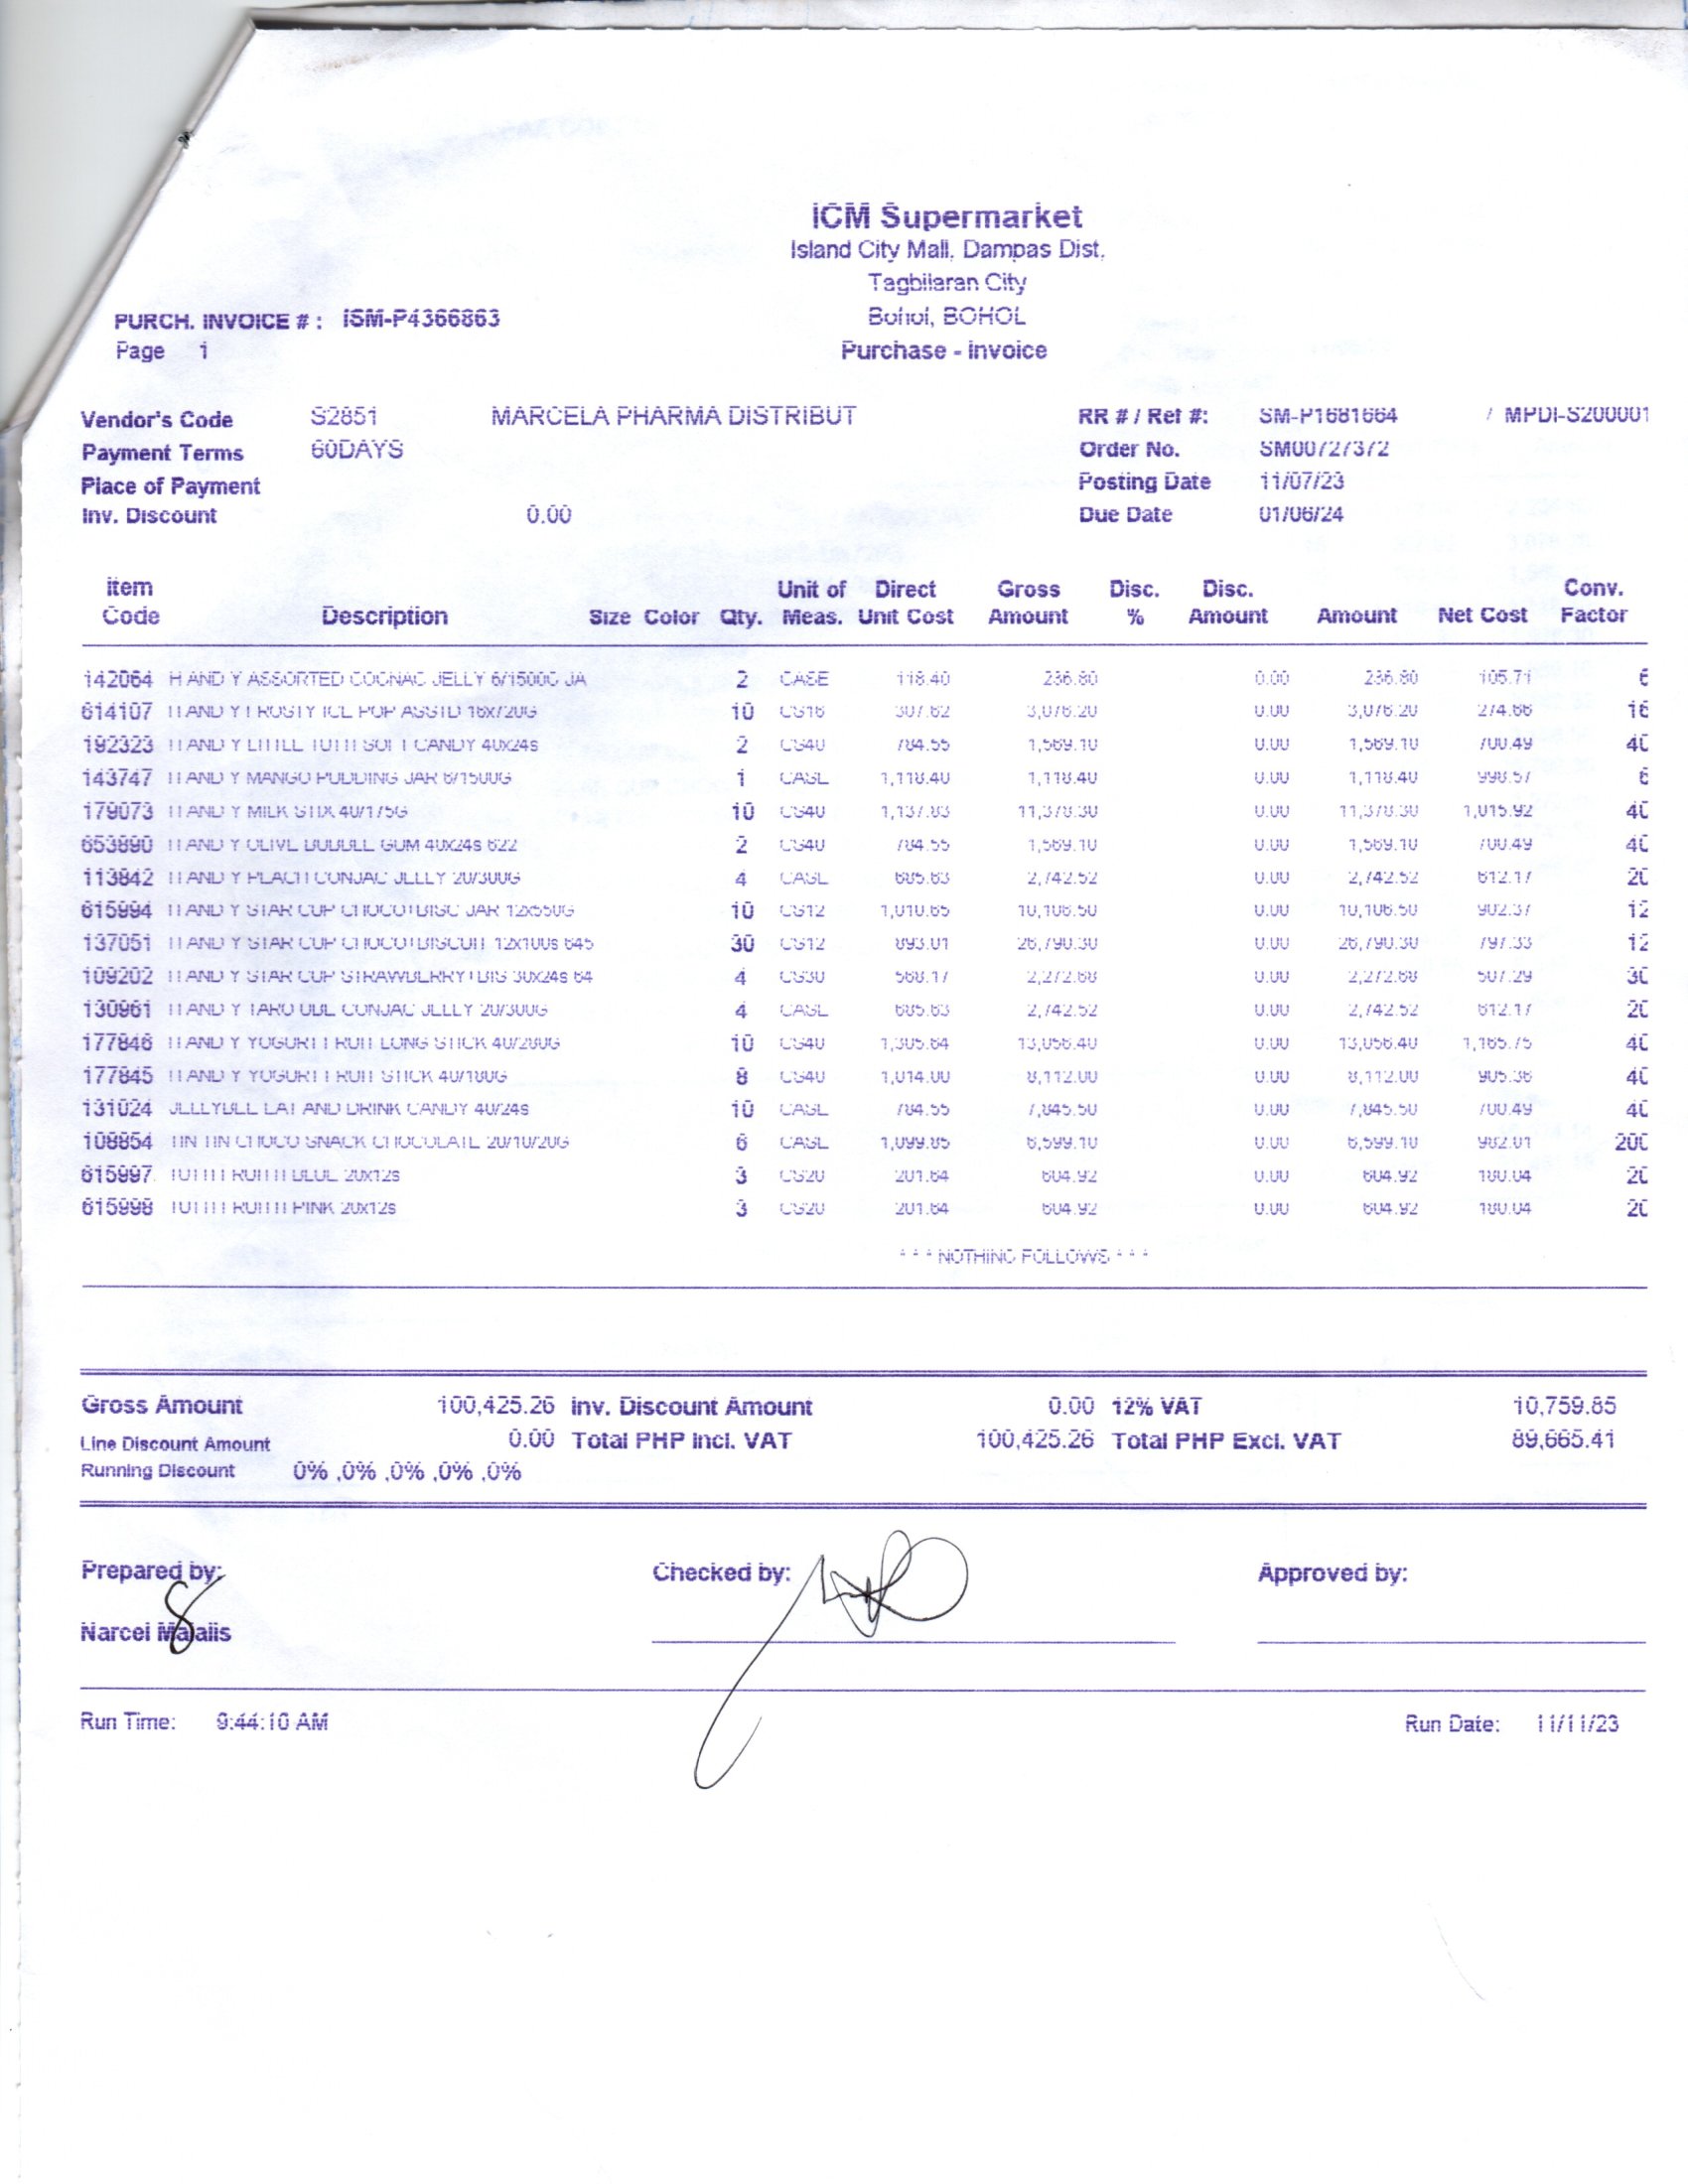 ICM Supermarket
Island City Mall, Dampas Dist.
Tagbilaran City
Bohol, BOHOL
Purchase - Invoice
PURCH. INVOICE # : ISM-P4366863
Page 1
Vendor's Code S2851 MARCELA PHARMA DISTRIBUT RR # / Ref #: SM-P1681664 / MPDI-S200001
Payment Terms 60DAYS Order No. SM00727372
Place of Payment Posting Date 11/07/23
Inv. Discount 0.00 Due Date 01/06/24
Item Code Description Size Color Qty. Unit of Meas. Direct Unit Cost Gross Amount Disc. % Disc. Amount Amount Net Cost Conv. Factor
142064 H AND Y ASSORTED COGNAC JELLY 6/1500G JA 2 CASE 118.40 236.80 0.00 236.80 105.71 6
614107 H AND Y FROSTY ICE POP ASSTD 16x720G 10 CS16 307.62 3,076.20 0.00 3,076.20 274.66 16
192323 H AND Y LITTLE TUTTI SOFT CANDY 40X24s 2 CS40 784.55 1,569.10 0.00 1,569.10 700.49 40
143747 H AND Y MANGO PUDDING JAR 6/1500G 1 CASE 1,118.40 1,118.40 0.00 1,118.40 998.57 6
179073 H AND Y MILK STIX 40/175G 10 CS40 1,137.83 11,378.30 0.00 11,378.30 1,015.92 40
653890 H AND Y OLIVE BUBBLE GUM 40X24s 622 2 CS40 784.55 1,569.10 0.00 1,569.10 700.49 40
113842 H AND Y PEACH CONJAC JELLY 20/300G 4 CASE 685.63 2,742.52 0.00 2,742.52 612.17 20
615994 H AND Y STAR CUP CHOCO+BISC JAR 12x550G 10 CS12 1,010.65 10,106.50 0.00 10,106.50 902.37 12
137051 H AND Y STAR CUP CHOCO+BISCUIT 12x100s 645 30 CS12 893.01 26,790.30 0.00 26,790.30 797.33 12
109202 H AND Y STAR CUP STRAWBERRY+BIS 30x24s 64 4 CS30 568.17 2,272.68 0.00 2,272.68 507.29 30
130961 H AND Y TARO UBE CONJAC JELLY 20/300G 4 CASE 685.63 2,742.52 0.00 2,742.52 612.17 20
177846 H AND Y YOGURT FRUIT LONG STICK 40/280G 10 CS40 1,305.64 13,056.40 0.00 13,056.40 1,165.75 40
177845 H AND Y YOGURT FRUIT STICK 40/180G 8 CS40 1,014.00 8,112.00 0.00 8,112.00 905.36 40
131024 JELLYBELL EAT AND DRINK CANDY 40/24s 10 CASE 784.55 7,845.50 0.00 7,845.50 700.49 40
108854 TIN TIN CHOCO SNACK CHOCOLATE 20/10/20G 6 CASE 1,099.85 6,599.10 0.00 6,599.10 982.01 200
615997 TUTTI FRUITTI BLUE 20x12s 3 CS20 201.64 604.92 0.00 604.92 180.04 20
615998 TUTTI FRUITTI PINK 20x12s 3 CS20 201.64 604.92 0.00 604.92 180.04 20
* * * NOTHING FOLLOWS * * *
Gross Amount 100,425.26 Inv. Discount Amount 0.00 12% VAT 10,759.85
Line Discount Amount 0.00 Total PHP Incl. VAT 100,425.26 Total PHP Excl. VAT 89,665.41
Running Discount 0% ,0% ,0% ,0% ,0%
Prepared by: Checked by: Approved by:
Narcel
Run Time: 9:44:10 AM Run Date: 11/11/23